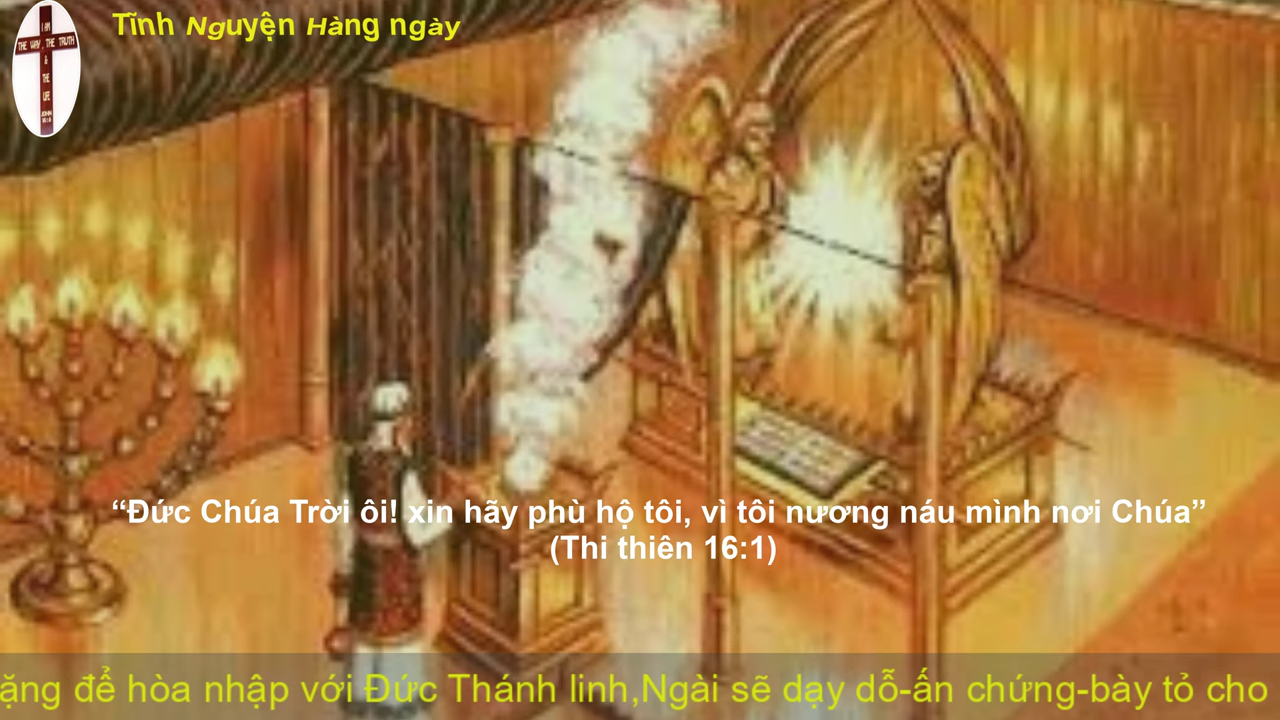 Tĩnh Nguyện Hàng ngày
I AM
THE WAY, THE TRUTH
&
THE
LIFE
JOHN
“Đức Chúa Trời ôi! xin hãy phù hộ tôi, vì tôi nương náu mình nơi Chúa”
(Thi thiên 16:1)
ặng để hòa nhập với Đức Thánh linh,Ngài sẽ dạy dỗ-ấn chứng-bày tỏ cho